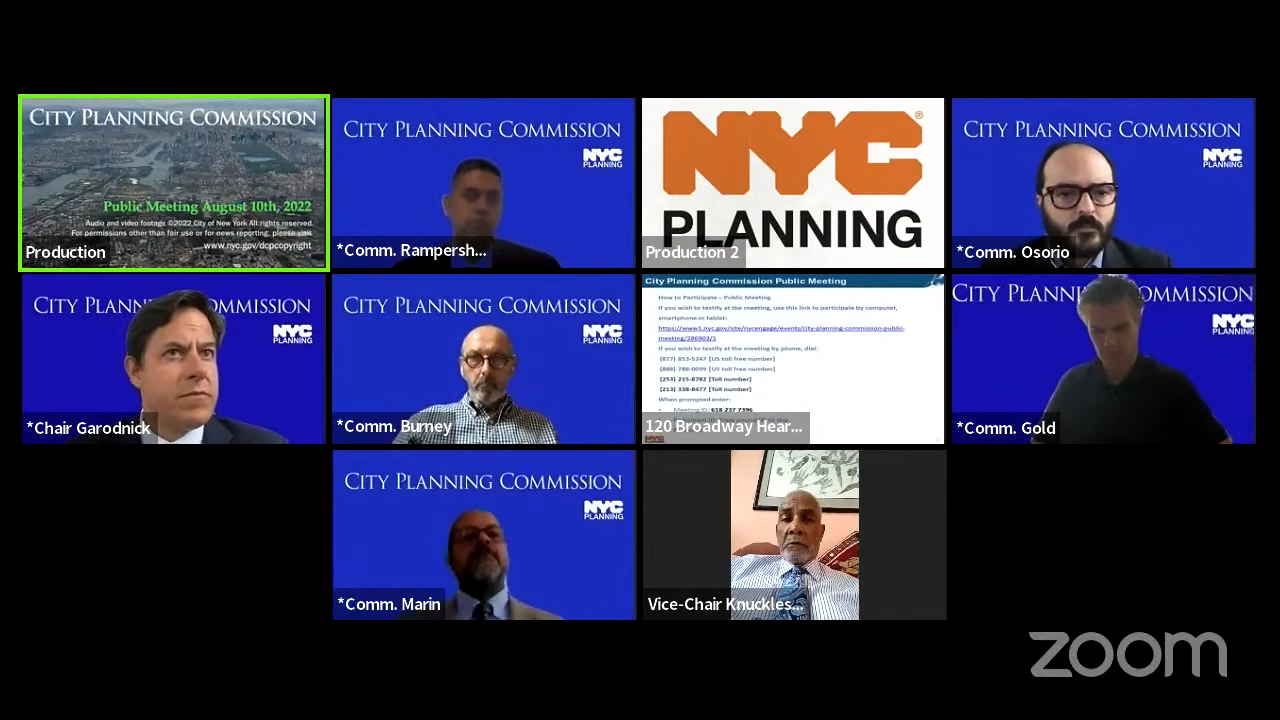 CITY PLANNING COMMISSION
Public Meeting August 10th, 2022
Audio and video footage ©2022 City of New York All rights reserved.
For permissions other than fair use or for news reporting, please visit
www.nyc.gov/dcpcopyright
Production
CITY PLANNING COMMISSION
NYC
PLANNING
*Comm. Rampersh...
NYC®
PLANNING
Production 2
CITY PLANNING COMMISSION
NYC
PLANNING
*Comm. Osorio
CITY PLANN OMMISSION
NYC
PLANNING
*Chair Garodnick
CITY PLANNING COMMISSION
NYC
PLANNING
*Comm. Burney
City Planning Commission Public Meeting
How to Participate – Public Meeting
If you wish to testify at the meeting, use this link to participate by computer,
smartphone or tablet:
https://www1.nyc.gov/site/nycengage/events/city-planning-commission-public-
meeting/286903/1
If you wish to testify at the meeting by phone, dial:
(877) 853-5247 [US toll free number]
(888) 788-0099 [US toll free number]
(253) 215-8782 [Toll number]
(213) 338-8477 [Toll number]
When prompted enter:
• Meeting ID: 618 237 7396
120 Broadway Hear...
NYC
CITY PLANNI OMMISSION
NYC
PLANNING
*Comm. Gold
CITY PLANNING COMMISSION
NYC
PLANNING
*Comm. Marin
Vice-Chair Knuckles...
zoom